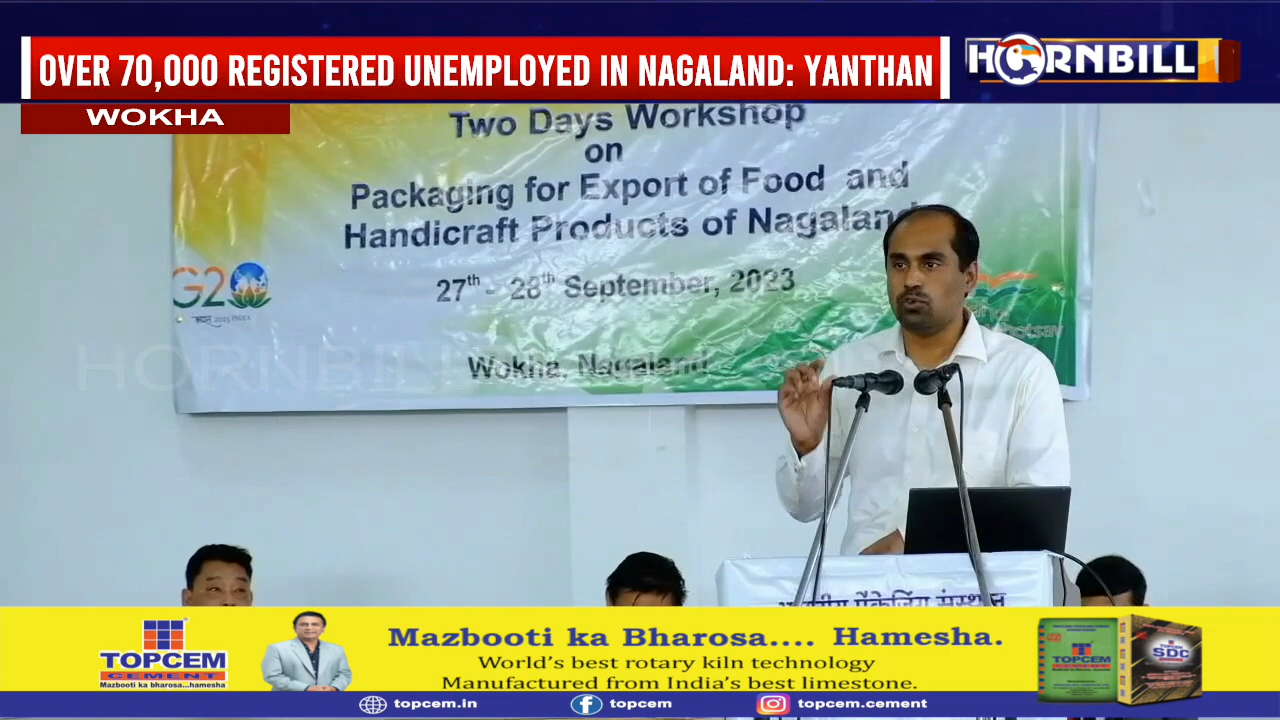 OVER 70,000 REGISTERED UNEMPLOYED IN NAGALAND: YANTHAN
HORNBILL
WOKHA
Two Days Workshop
on
Packaging for Export of Food and
Handicraft Products of Nagaland
27th - 28th September, 2023
G20
Wokha, Nagaland
HORNBILL
पैकेजिंग संस्थान
TOPCEM
CEMENT
Mazbooti ka bharosa...hamesha
Mazbooti ka Bharosa.... Hamesha.
World's best rotary kiln technology
Manufactured from India's best limestone.
TOPCEM
CEMENT
SDC
topcem.in
topcem
topcem.cement